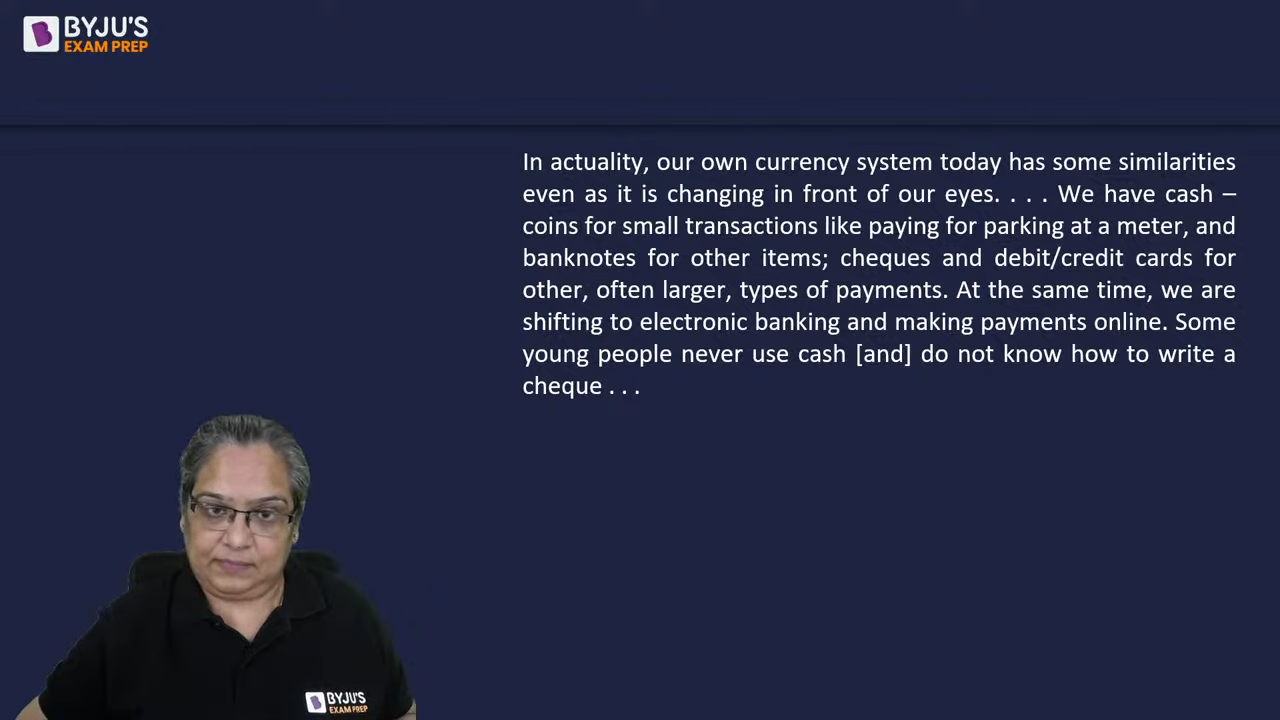 BYJU'S
EXAM PREP
In actuality, our own currency system today has some similarities
even as it is changing in front of our eyes. . . . We have cash –
coins for small transactions like paying for parking at a meter, and
banknotes for other items; cheques and debit/credit cards for
other, often larger, types of payments. At the same time, we are
shifting to electronic banking and making payments online. Some
young people never use cash [and] do not know how to write a
cheque . . .
BYJU'S
EXAM PREP